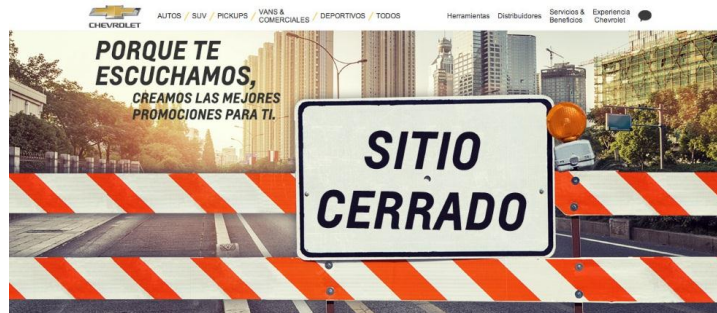 CHEVROLET
AUTOS / SUV / PICKUPS / VANS & COMERCIALES / DEPORTIVOS / TODOS
Herramientas
Distribuidores
Servicios & Beneficios
Experiencia Chevrolet
PORQUE TE
ESCUCHAMOS,
CREAMOS LAS MEJORES
PROMOCIONES PARA TI.
SITIO
CERRADO